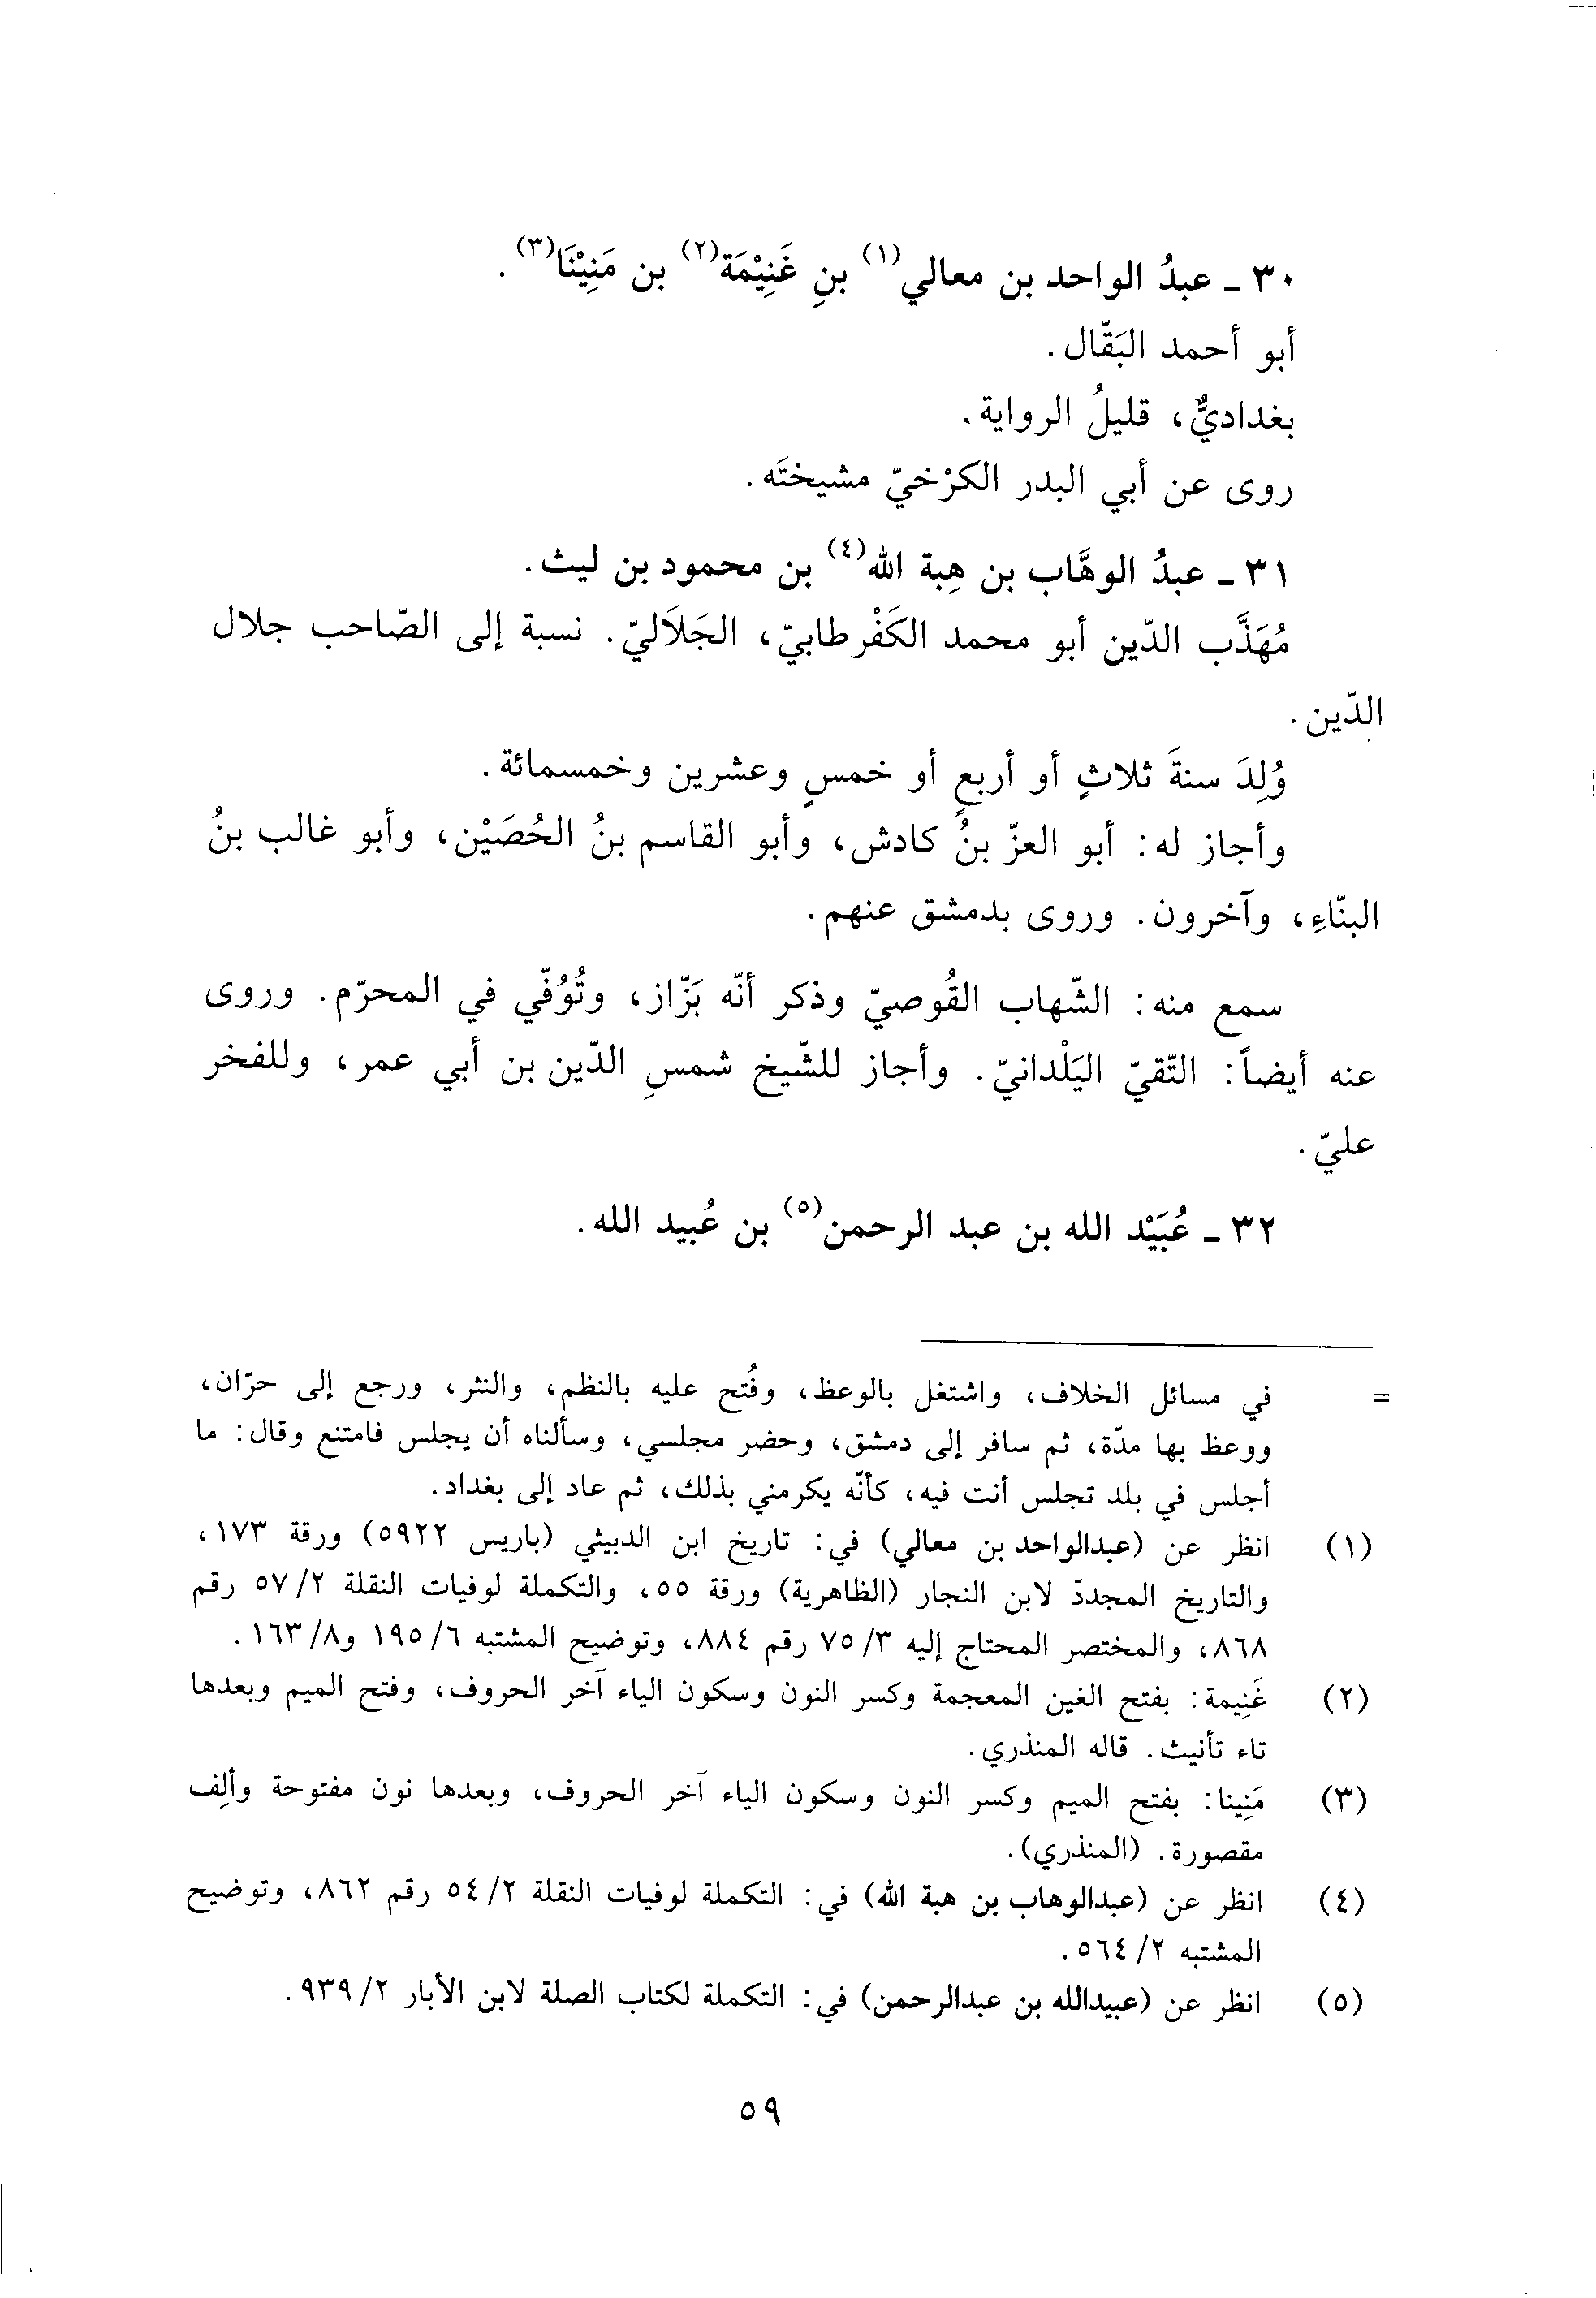 ٣٠ ـ عبدُ الواحد بن معالي(١) بنِ غَنِيْمَة(٢) بن مَنِيْنَا(٣).
أبو أحمد البَقّال.
بغداديٌّ، قليلُ الرواية.
روى عن أبي البدر الكرْخيّ مشيختَه.
٣١ ـ عبدُ الوهَّاب بن هِبة الله(٤) بن محمود بن ليث.
مُهَذَّب الدّين أبو محمد الكَفْرطابيّ، الجَلاَليّ. نسبة إلى الصّاحب جلال
الدّين.
وُلِدَ سنةَ ثلاثٍ أو أربعٍ أو خمسٍ وعشرين وخمسمائة.
وأجاز له: أبو العزّ بنُ كادش، وأبو القاسم بنُ الحُصَيْن، وأبو غالب بنُ
البنّاءِ، وآخرون. وروى بدمشق عنهم.
سمع منه: الشّهاب القُوصيّ وذكر أنّه بَزّاز، وتُوُفّي في المحرّم. وروى
عنه أيضاً: التّقيّ اليَلْدانيّ. وأجاز للشّيخ شمسِ الدّين بن أبي عمر، وللفخر
عليّ.
٣٢ ـ عُبَيْد الله بن عبد الرحمن(٥) بن عُبيد الله.
= في مسائل الخلاف، واشتغل بالوعظ، وفُتح عليه بالنظم، والنثر، ورجع إلى حرّان،
ووعظ بها مدّة، ثم سافر إلى دمشق، وحضر مجلسي، وسألناه أن يجلس فامتنع وقال: ما
أجلس في بلد تجلس أنت فيه، كأنّه يكرمني بذلك، ثم عاد إلى بغداد.
(١) انظر عن (عبدالواحد بن معالي) في: تاريخ ابن الدبيثي (باريس ٥٩٢٢) ورقة ١٧٣،
والتاريخ المجددّ لابن النجار (الظاهرية) ورقة ٥٥، والتكملة لوفيات النقلة ٢/ ٥٧ رقم
٨٦٨، والمختصر المحتاج إليه ٣/ ٧٥ رقم ٨٨٤، وتوضيح المشتبه ٦/ ١٩٥ و٨/ ١٦٣.
(٢) غَنِيمة: بفتح الغين المعجمة وكسر النون وسكون الياء آخر الحروف، وفتح الميم وبعدها
تاء تأنيث. قاله المنذري.
(٣) مَنِينا: بفتح الميم وكسر النون وسكون الياء آخر الحروف، وبعدها نون مفتوحة وألِف
مقصورة. (المنذري).
(٤) انظر عن (عبدالوهاب بن هبة الله) في: التكملة لوفيات النقلة ٢/ ٥٤ رقم ٨٦٢، وتوضيح
المشتبه ٢/ ٥٦٤.
(٥) انظر عن (عبيدالله بن عبدالرحمن) في: التكملة لكتاب الصلة لابن الأبار ٢/ ٩٣٩.
٥٩